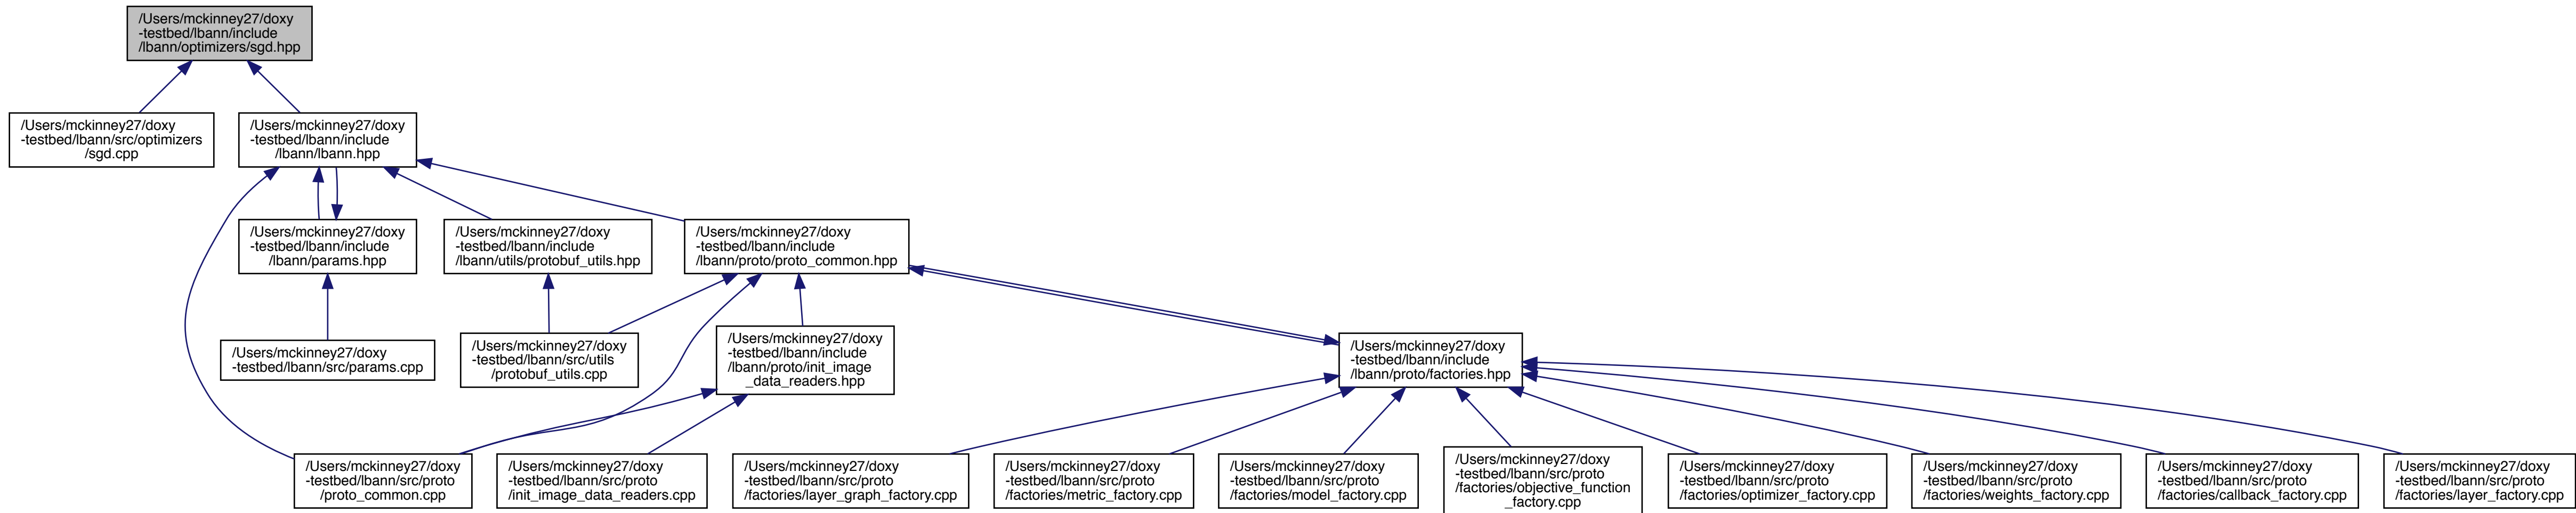 /Users/mckinney27/doxy
-testbed/lbann/include
/lbann/optimizers/sgd.hpp
/Users/mckinney27/doxy
-testbed/lbann/src/optimizers
/sgd.cpp
/Users/mckinney27/doxy
-testbed/lbann/include
/lbann/lbann.hpp
/Users/mckinney27/doxy
-testbed/lbann/include
/lbann/params.hpp
/Users/mckinney27/doxy
-testbed/lbann/include
/lbann/utils/protobuf_utils.hpp
/Users/mckinney27/doxy
-testbed/lbann/include
/lbann/proto/proto_common.hpp
/Users/mckinney27/doxy
-testbed/lbann/src/params.cpp
/Users/mckinney27/doxy
-testbed/lbann/src/utils
/protobuf_utils.cpp
/Users/mckinney27/doxy
-testbed/lbann/include
/lbann/proto/init_image
_data_readers.hpp
/Users/mckinney27/doxy
-testbed/lbann/include
/lbann/proto/factories.hpp
/Users/mckinney27/doxy
-testbed/lbann/src/proto
/proto_common.cpp
/Users/mckinney27/doxy
-testbed/lbann/src/proto
/init_image_data_readers.cpp
/Users/mckinney27/doxy
-testbed/lbann/src/proto
/factories/layer_graph_factory.cpp
/Users/mckinney27/doxy
-testbed/lbann/src/proto
/factories/metric_factory.cpp
/Users/mckinney27/doxy
-testbed/lbann/src/proto
/factories/model_factory.cpp
/Users/mckinney27/doxy
-testbed/lbann/src/proto
/factories/objective_function
_factory.cpp
/Users/mckinney27/doxy
-testbed/lbann/src/proto
/factories/optimizer_factory.cpp
/Users/mckinney27/doxy
-testbed/lbann/src/proto
/factories/weights_factory.cpp
/Users/mckinney27/doxy
-testbed/lbann/src/proto
/factories/callback_factory.cpp
/Users/mckinney27/doxy
-testbed/lbann/src/proto
/factories/layer_factory.cpp